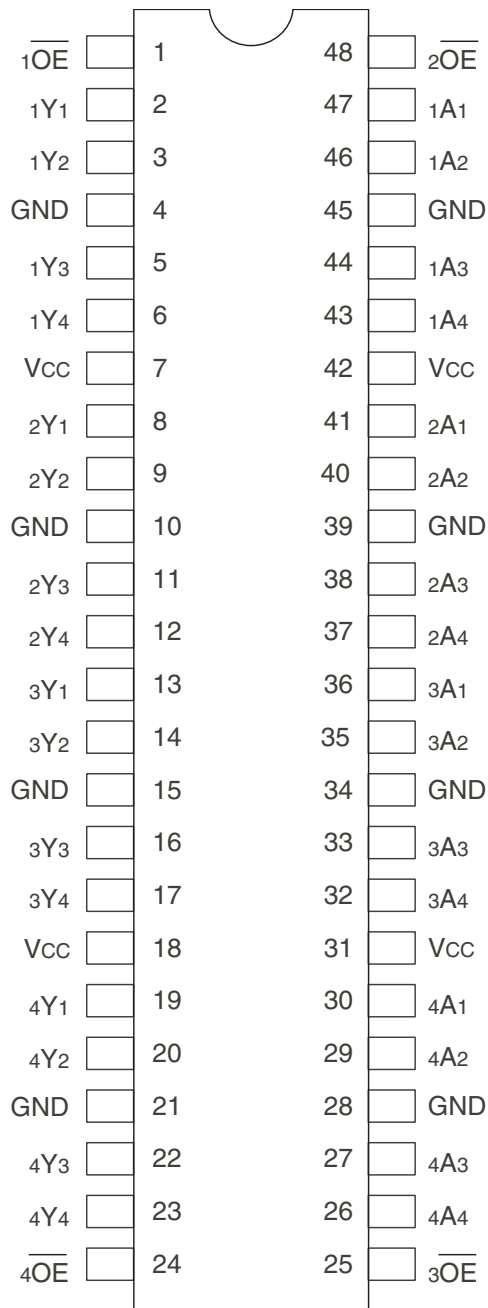 1O̅E̅ 1 48 2O̅E̅
1Y1 2 47 1A1
1Y2 3 46 1A2
GND 4 45 GND
1Y3 5 44 1A3
1Y4 6 43 1A4
VCC 7 42 VCC
2Y1 8 41 2A1
2Y2 9 40 2A2
GND 10 39 GND
2Y3 11 38 2A3
2Y4 12 37 2A4
3Y1 13 36 3A1
3Y2 14 35 3A2
GND 15 34 GND
3Y3 16 33 3A3
3Y4 17 32 3A4
VCC 18 31 VCC
4Y1 19 30 4A1
4Y2 20 29 4A2
GND 21 28 GND
4Y3 22 27 4A3
4Y4 23 26 4A4
4O̅E̅ 24 25 3O̅E̅